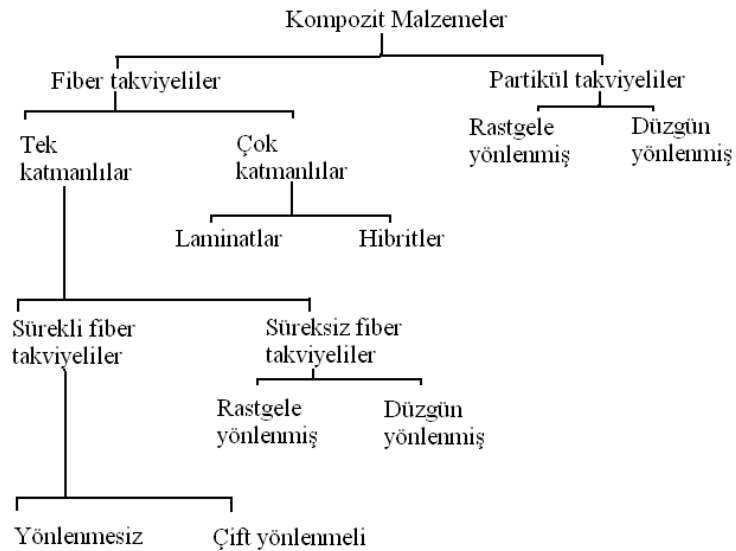 Kompozit Malzemeler
Fiber takviyeliler
Partikül takviyeliler
Rastgele
yönlenmiş
Düzgün
yönlenmiş
Tek
katmanlılar
Çok
katmanlılar
Laminatlar
Hibritler
Sürekli fiber
takviyeliler
Süreksiz fiber
takviyeliler
Rastgele
yönlenmiş
Düzgün
yönlenmiş
Yönlenmesiz
Çift yönlenmeli